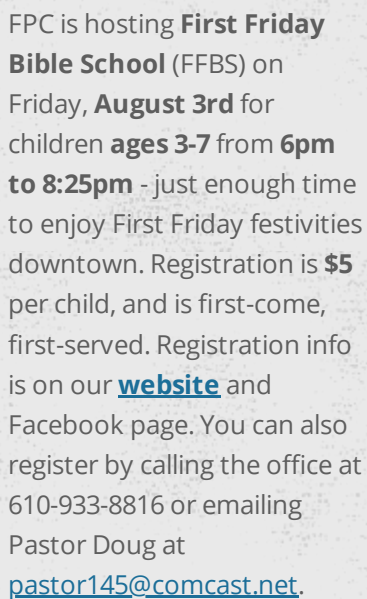 FPC is hosting First Friday
Bible School (FFBS) on
Friday, August 3rd for
children ages 3-7 from 6pm
to 8:25pm - just enough time
to enjoy First Friday festivities
downtown. Registration is $5
per child, and is first-come,
first-served. Registration info
is on our website and
Facebook page. You can also
register by calling the office at
610-933-8816 or emailing
Pastor Doug at
pastor145@comcast.net.